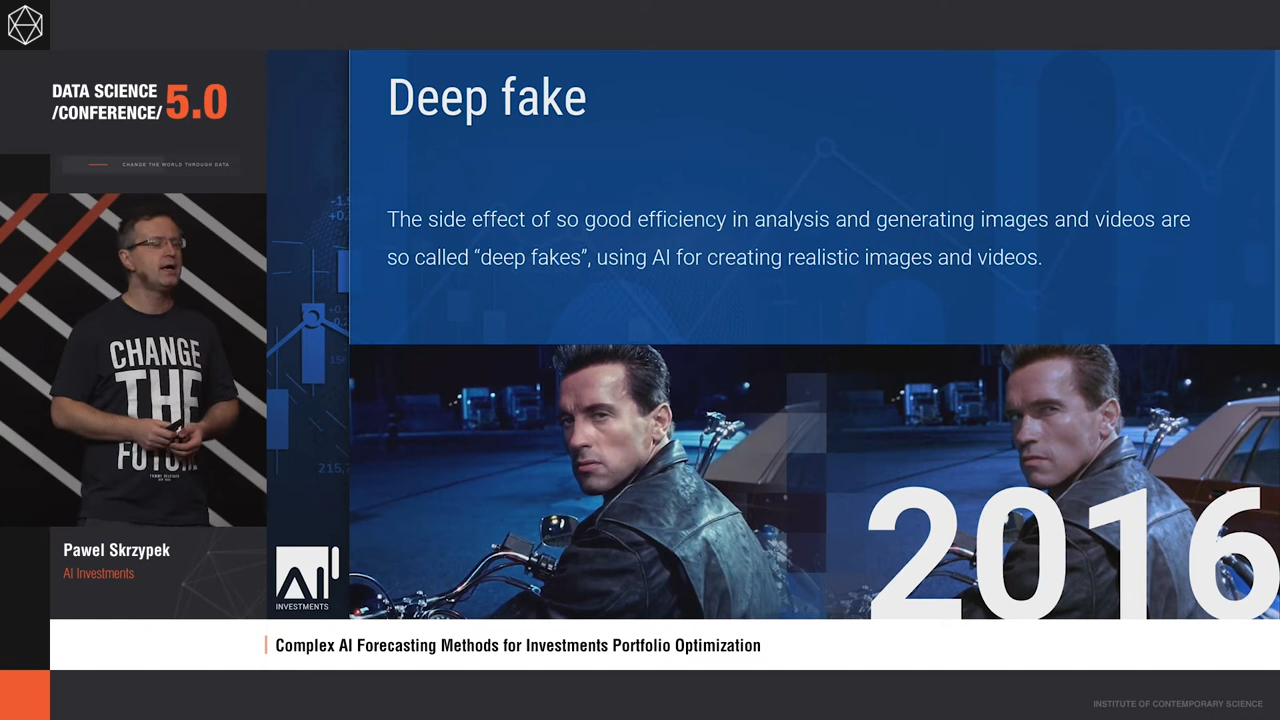 DATA SCIENCE
/CONFERENCE/ 5.0
CHANGE THE WORLD THROUGH DATA
Deep fake
The side effect of so good efficiency in analysis and generating images and videos are
so called “deep fakes”, using AI for creating realistic images and videos.
CHANGE
THE
FUTURE
Pawel Skrzypek
AI Investments
215,7
AI
INVESTMENTS
2016
Complex AI Forecasting Methods for Investments Portfolio Optimization
INSTITUTE OF CONTEMPORARY SCIENCE